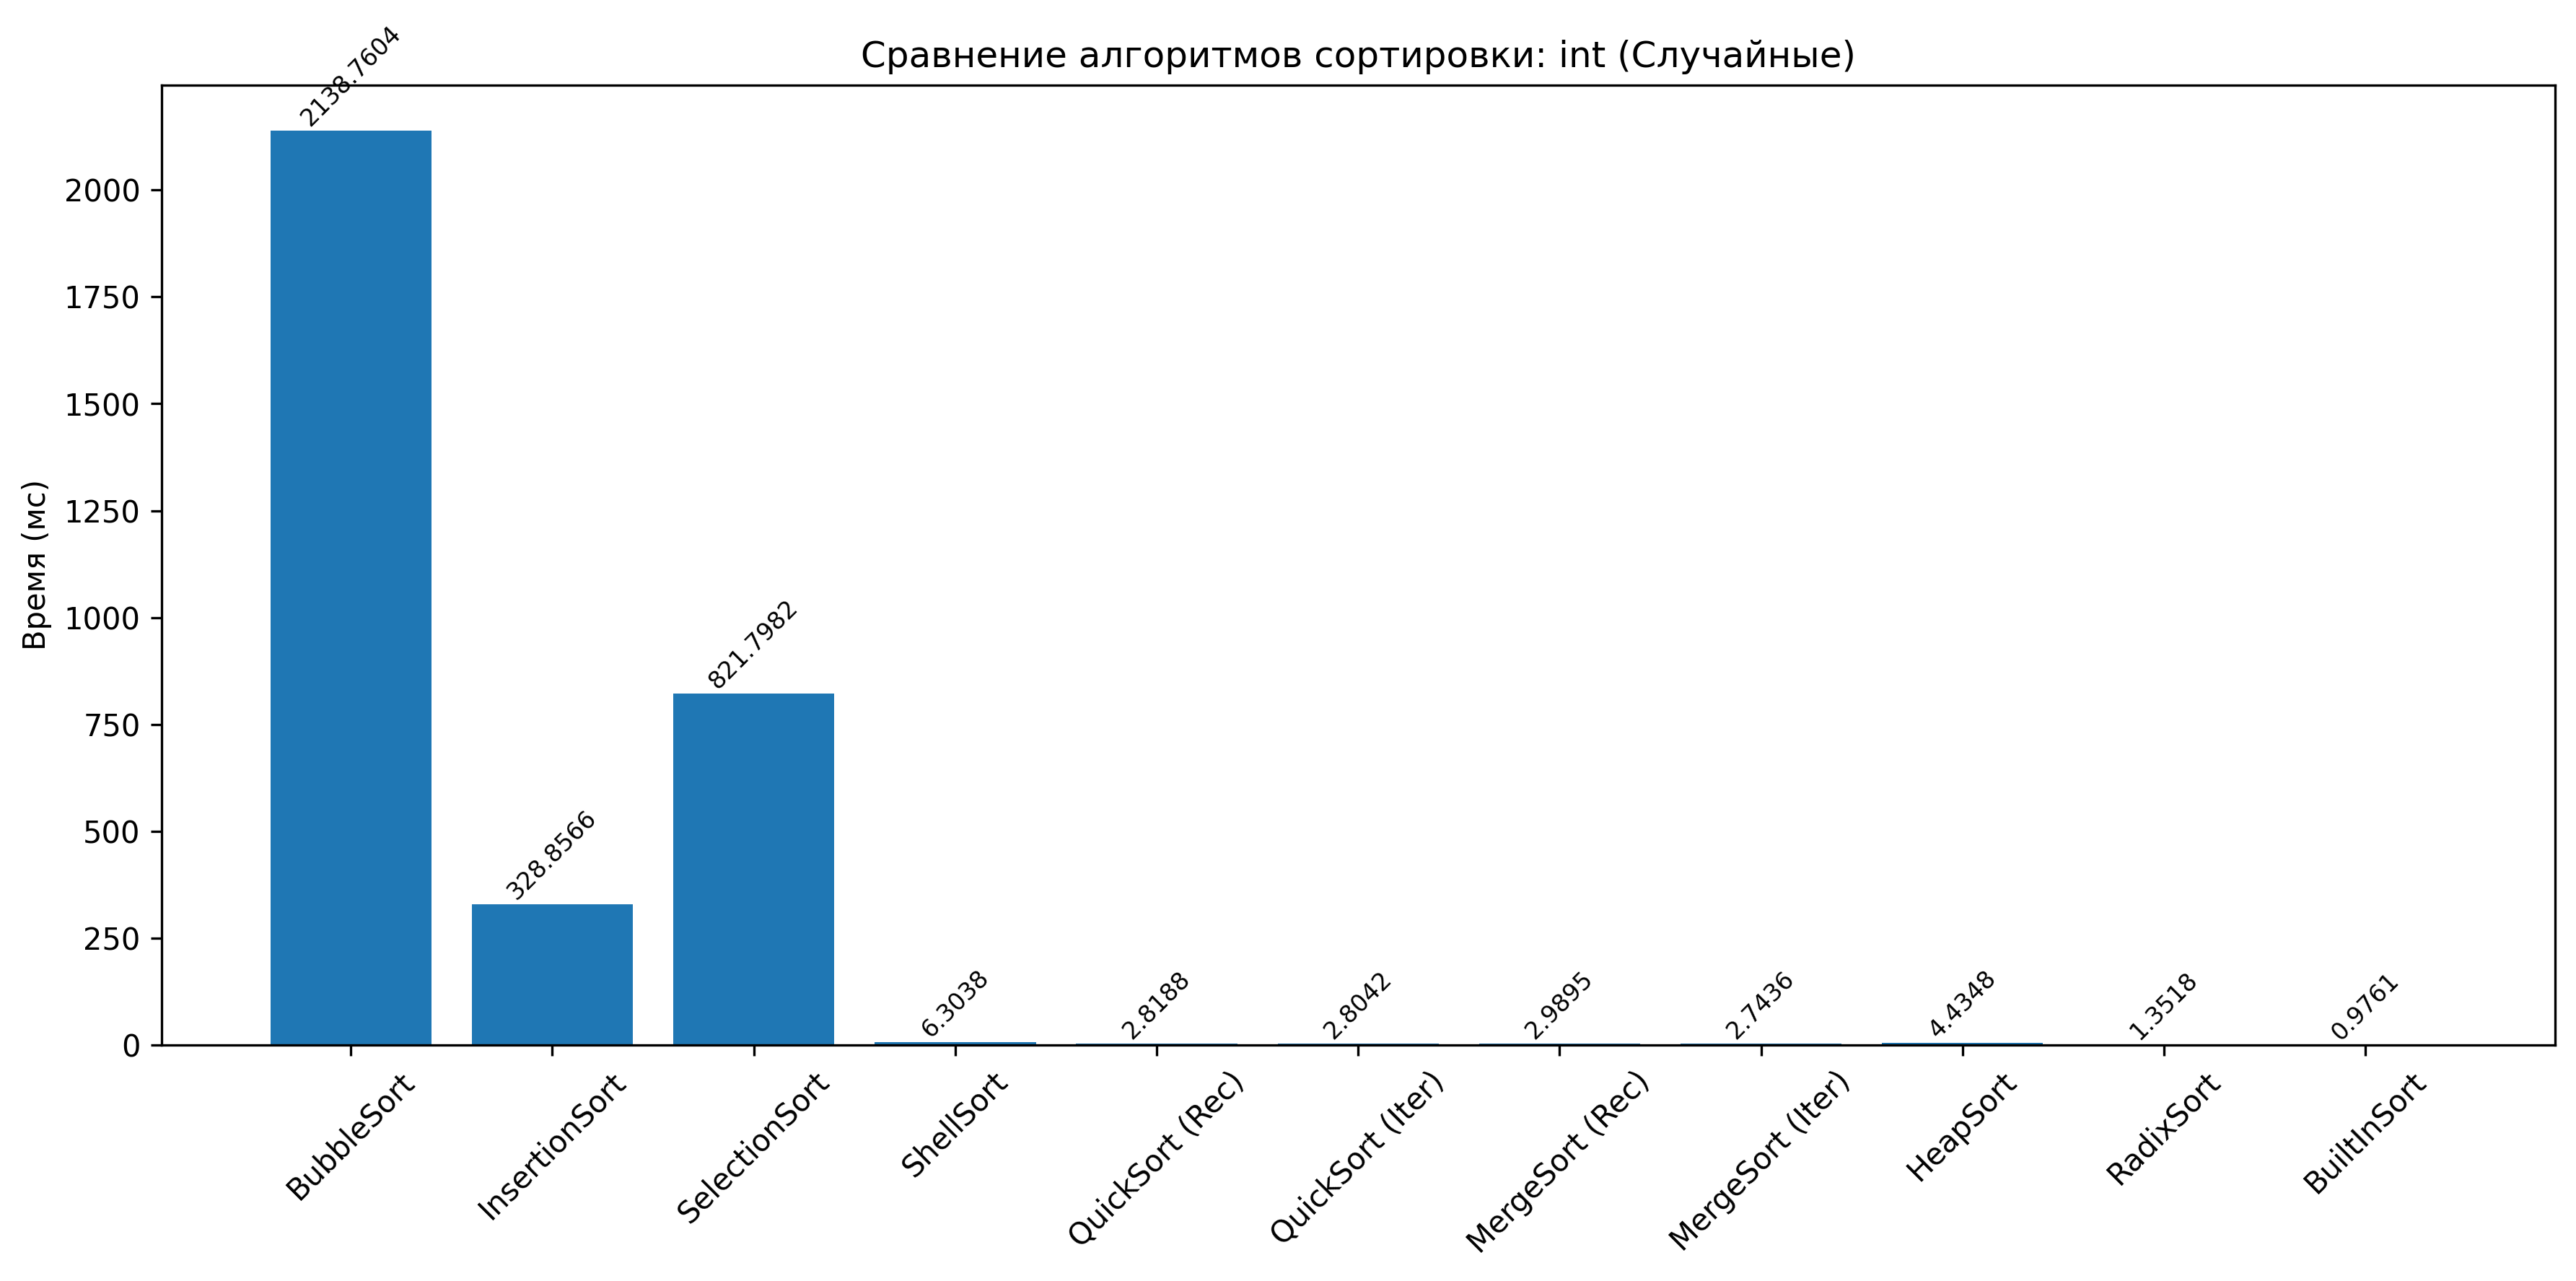 Сравнение алгоритмов сортировки: int (Случайные)
Время (мс)
2000
1750
1500
1250
1000
750
500
250
0
2138.7604
328.8566
821.7982
6.3038
2.8188
2.8042
2.9895
2.7436
4.4348
1.3518
0.9761
BubbleSort
InsertionSort
SelectionSort
ShellSort
QuickSort (Rec)
QuickSort (Iter)
MergeSort (Rec)
MergeSort (Iter)
HeapSort
RadixSort
BuiltInSort